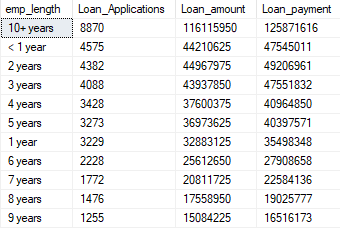 emp_length Loan_Applications Loan_amount Loan_payment
10+ years 8870 116115950 125871616
< 1 year 4575 44210625 47545011
2 years 4382 44967975 49206961
3 years 4088 43937850 47551832
4 years 3428 37600375 40964850
5 years 3273 36973625 40397571
1 year 3229 32883125 35498348
6 years 2228 25612650 27908658
7 years 1772 20811725 22584136
8 years 1476 17558950 19025777
9 years 1255 15084225 16516173